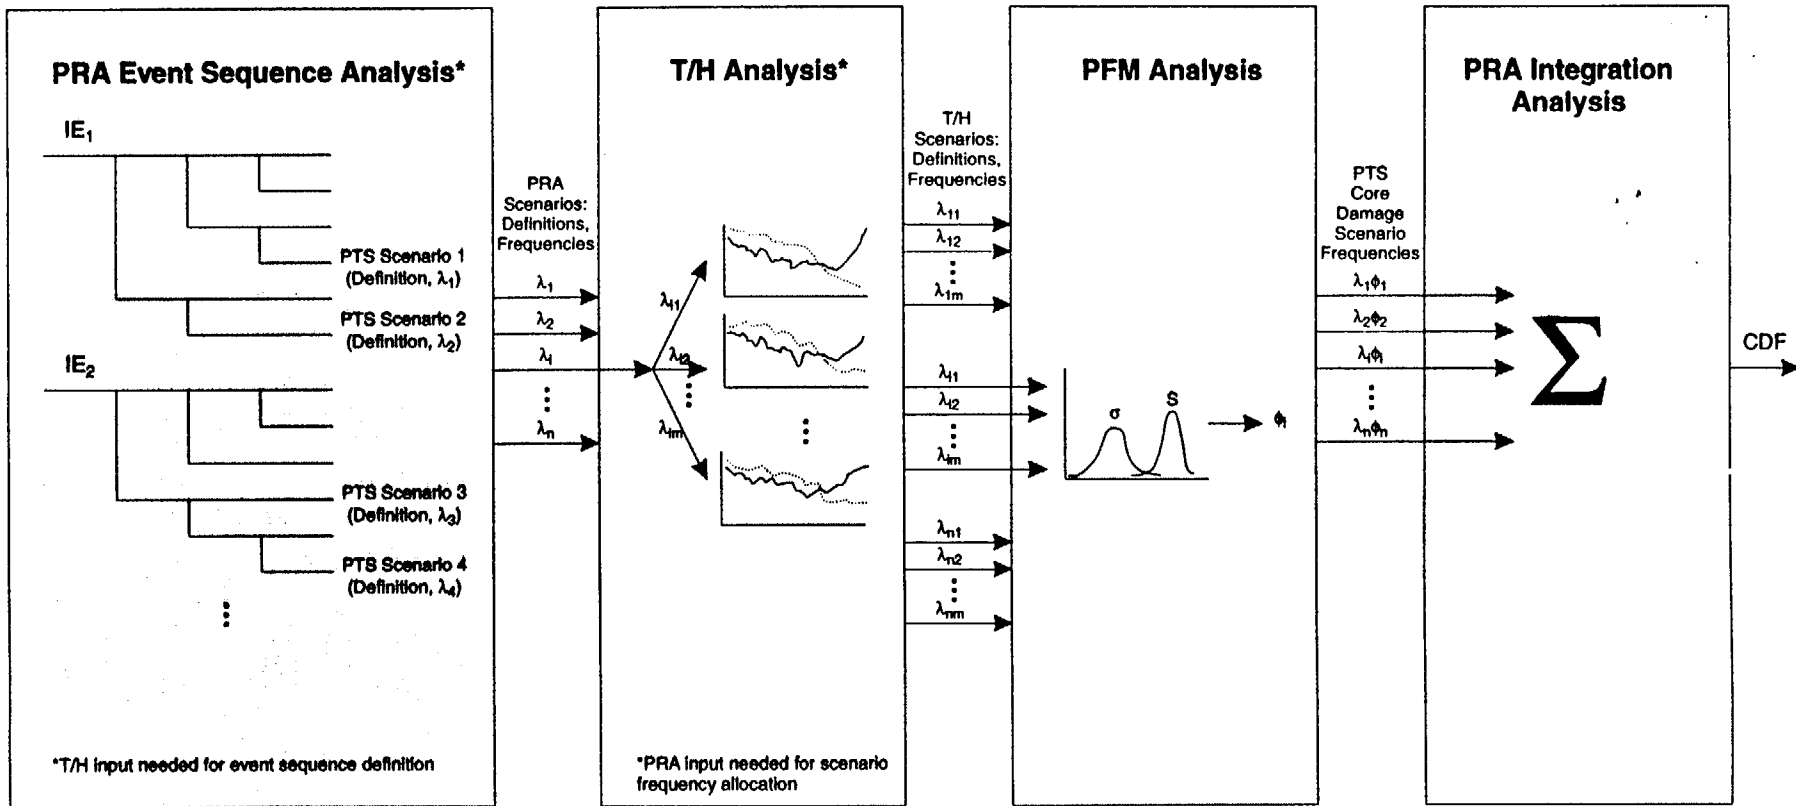 PRA Event Sequence Analysis*
IE₁
PTS Scenario 1
(Definition, λ₁)
PTS Scenario 2
(Definition, λ₂)
IE₂
PTS Scenario 3
(Definition, λ₃)
PTS Scenario 4
(Definition, λ₄)
*T/H input needed for event sequence definition
PRA
Scenarios:
Definitions,
Frequencies
λ₁
λ₂
λᵢ
λₙ
T/H Analysis*
λᵢ₁
λᵢ₂
λᵢₘ
*PRA input needed for scenario
frequency allocation
T/H
Scenarios:
Definitions,
Frequencies
λ₁₁
λ₁₂
λ₁ₘ
λᵢ₁
λᵢ₂
λᵢₘ
λₙ₁
λₙ₂
λₙₘ
PFM Analysis
σ
S
ϕᵢ
PTS
Core
Damage
Scenario
Frequencies
λ₁ϕ₁
λ₂ϕ₂
λᵢϕᵢ
λₙϕₙ
PRA Integration
Analysis
Σ
CDF